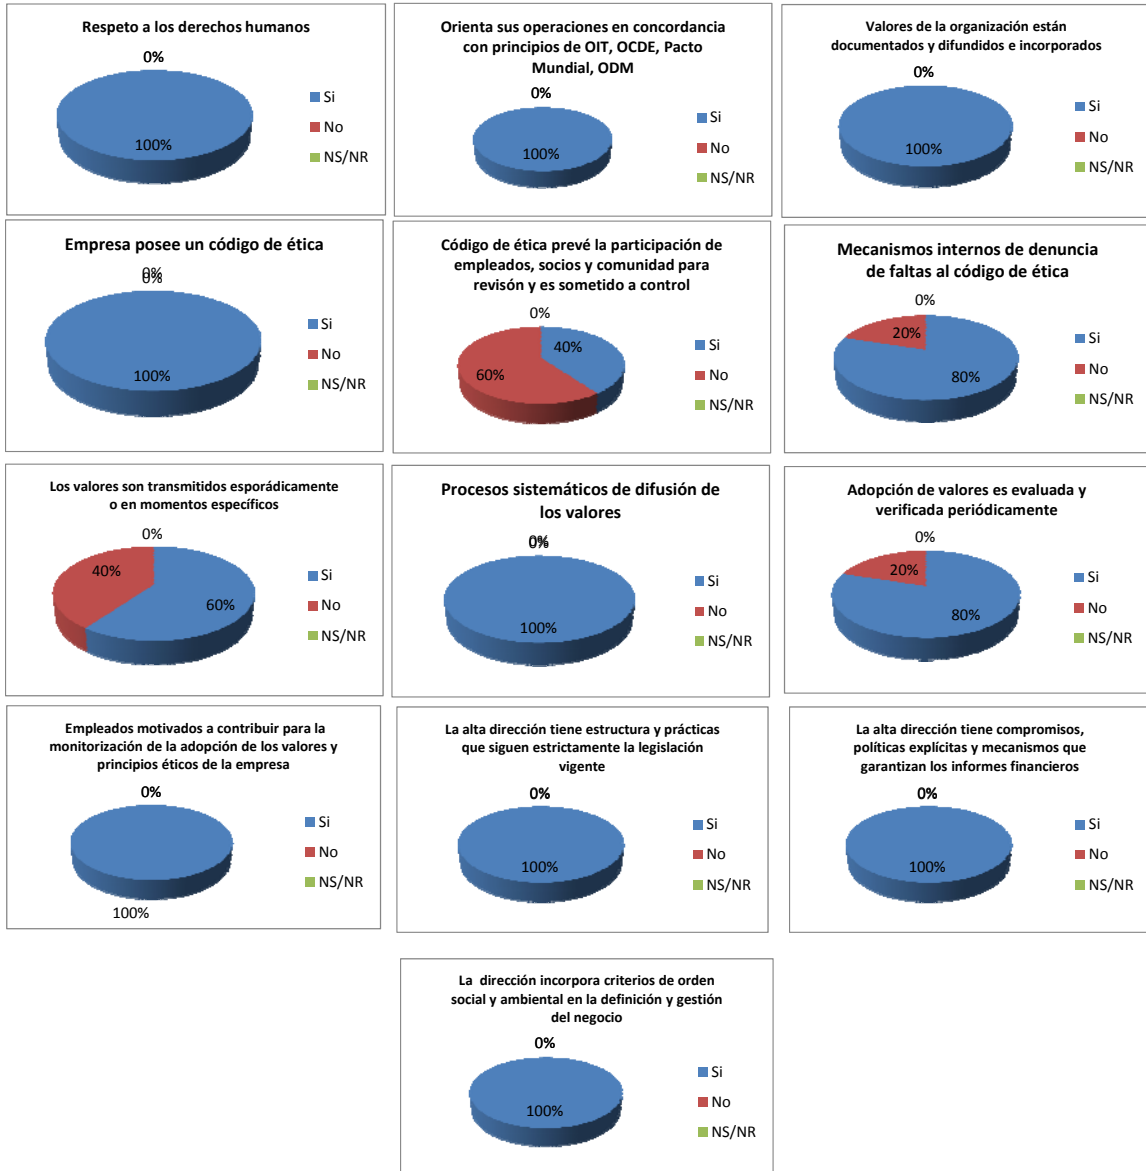 Respeto a los derechos humanos
0%
100%
Si
No
NS/NR
Orienta sus operaciones en concordancia
con principios de OIT, OCDE, Pacto
Mundial, ODM
0%
100%
Si
No
NS/NR
Valores de la organización están
documentados y difundidos e incorporados
0%
100%
Si
No
NS/NR
Empresa posee un código de ética
0%
0%
100%
Si
No
NS/NR
Código de ética prevé la participación de
empleados, socios y comunidad para
revisón y es sometido a control
0%
40%
60%
Si
No
NS/NR
Mecanismos internos de denuncia
de faltas al código de ética
0%
20%
80%
Si
No
NS/NR
Los valores son transmitidos esporádicamente
o en momentos específicos
0%
40%
60%
Si
No
NS/NR
Procesos sistemáticos de difusión de
los valores
0%
0%
100%
Si
No
NS/NR
Adopción de valores es evaluada y
verificada periódicamente
0%
20%
80%
Si
No
NS/NR
Empleados motivados a contribuir para la
monitorización de la adopción de los valores y
principios éticos de la empresa
0%
100%
Si
No
NS/NR
La alta dirección tiene estructura y prácticas
que siguen estrictamente la legislación
vigente
0%
100%
Si
No
NS/NR
La alta dirección tiene compromisos,
políticas explícitas y mecanismos que
garantizan los informes financieros
0%
100%
Si
No
NS/NR
La dirección incorpora criterios de orden
social y ambiental en la definición y gestión
del negocio
0%
100%
Si
No
NS/NR